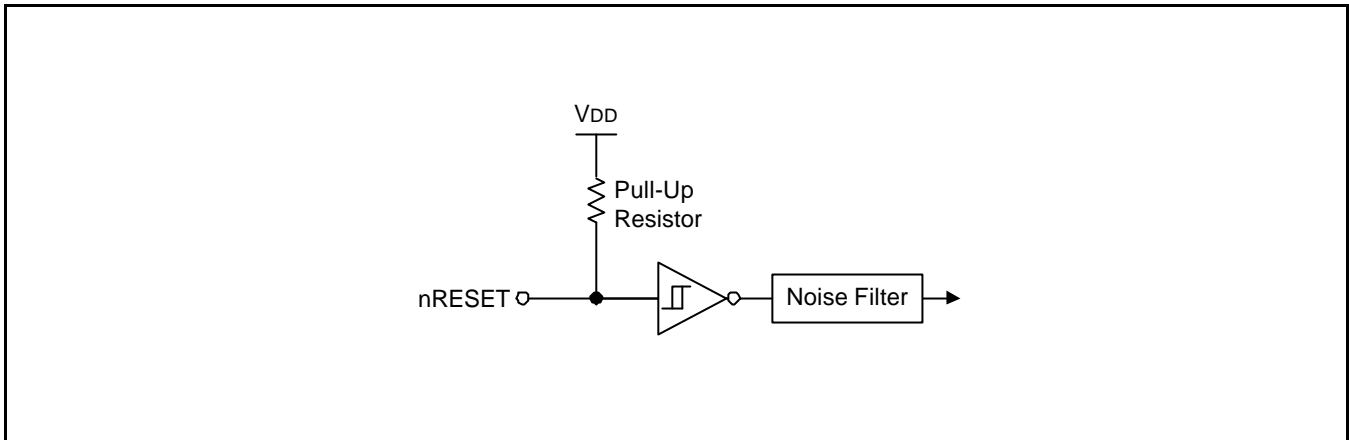 VDD
Pull-Up
Resistor
nRESET
Noise Filter